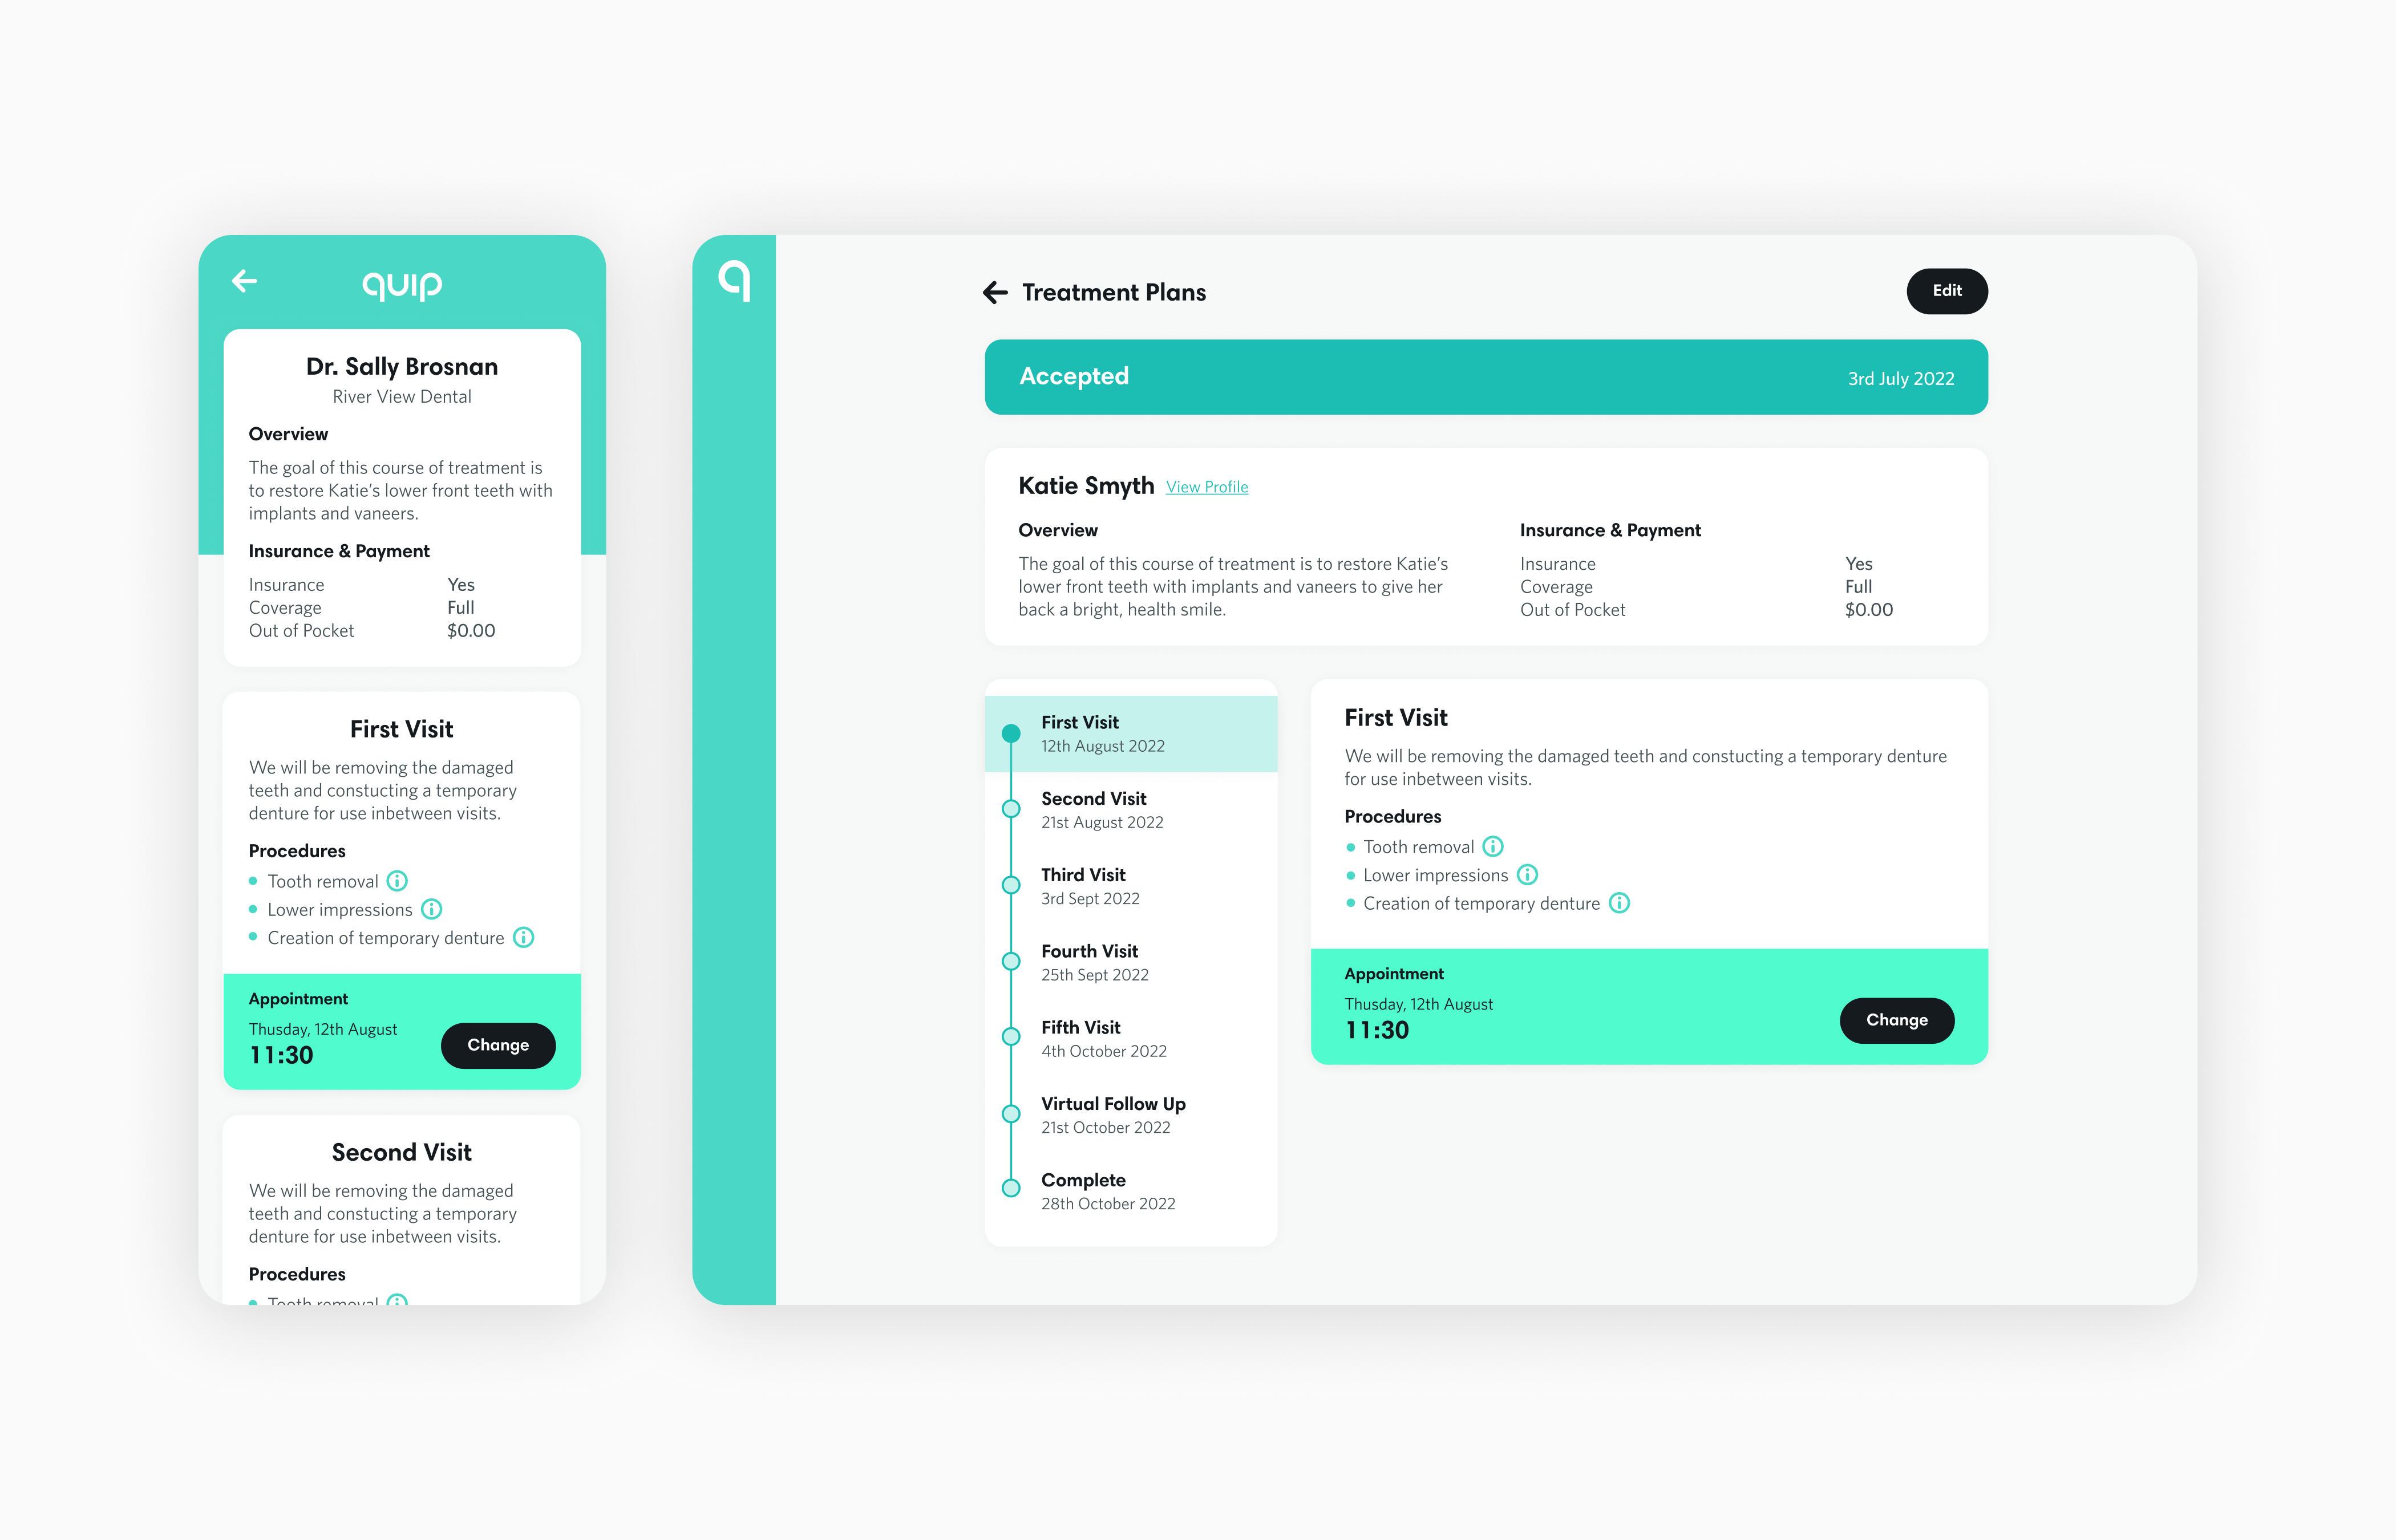 quip
Dr. Sally Brosnan
River View Dental
Overview
The goal of this course of treatment is
to restore Katie’s lower front teeth with
implants and vaneers.
Insurance & Payment
Insurance Yes
Coverage Full
Out of Pocket $0.00
First Visit
We will be removing the damaged
teeth and constucting a temporary
denture for use inbetween visits.
Procedures
Tooth removal
Lower impressions
Creation of temporary denture
Appointment
Thusday, 12th August
11:30
Change
Second Visit
We will be removing the damaged
teeth and constucting a temporary
denture for use inbetween visits.
Procedures
Tooth removal
q
Treatment Plans
Edit
Accepted
3rd July 2022
Katie Smyth View Profile
Overview
The goal of this course of treatment is to restore Katie’s
lower front teeth with implants and vaneers to give her
back a bright, health smile.
Insurance & Payment
Insurance Yes
Coverage Full
Out of Pocket $0.00
First Visit
12th August 2022
Second Visit
21st August 2022
Third Visit
3rd Sept 2022
Fourth Visit
25th Sept 2022
Fifth Visit
4th October 2022
Virtual Follow Up
21st October 2022
Complete
28th October 2022
First Visit
We will be removing the damaged teeth and constucting a temporary denture
for use inbetween visits.
Procedures
Tooth removal
Lower impressions
Creation of temporary denture
Appointment
Thusday, 12th August
11:30
Change